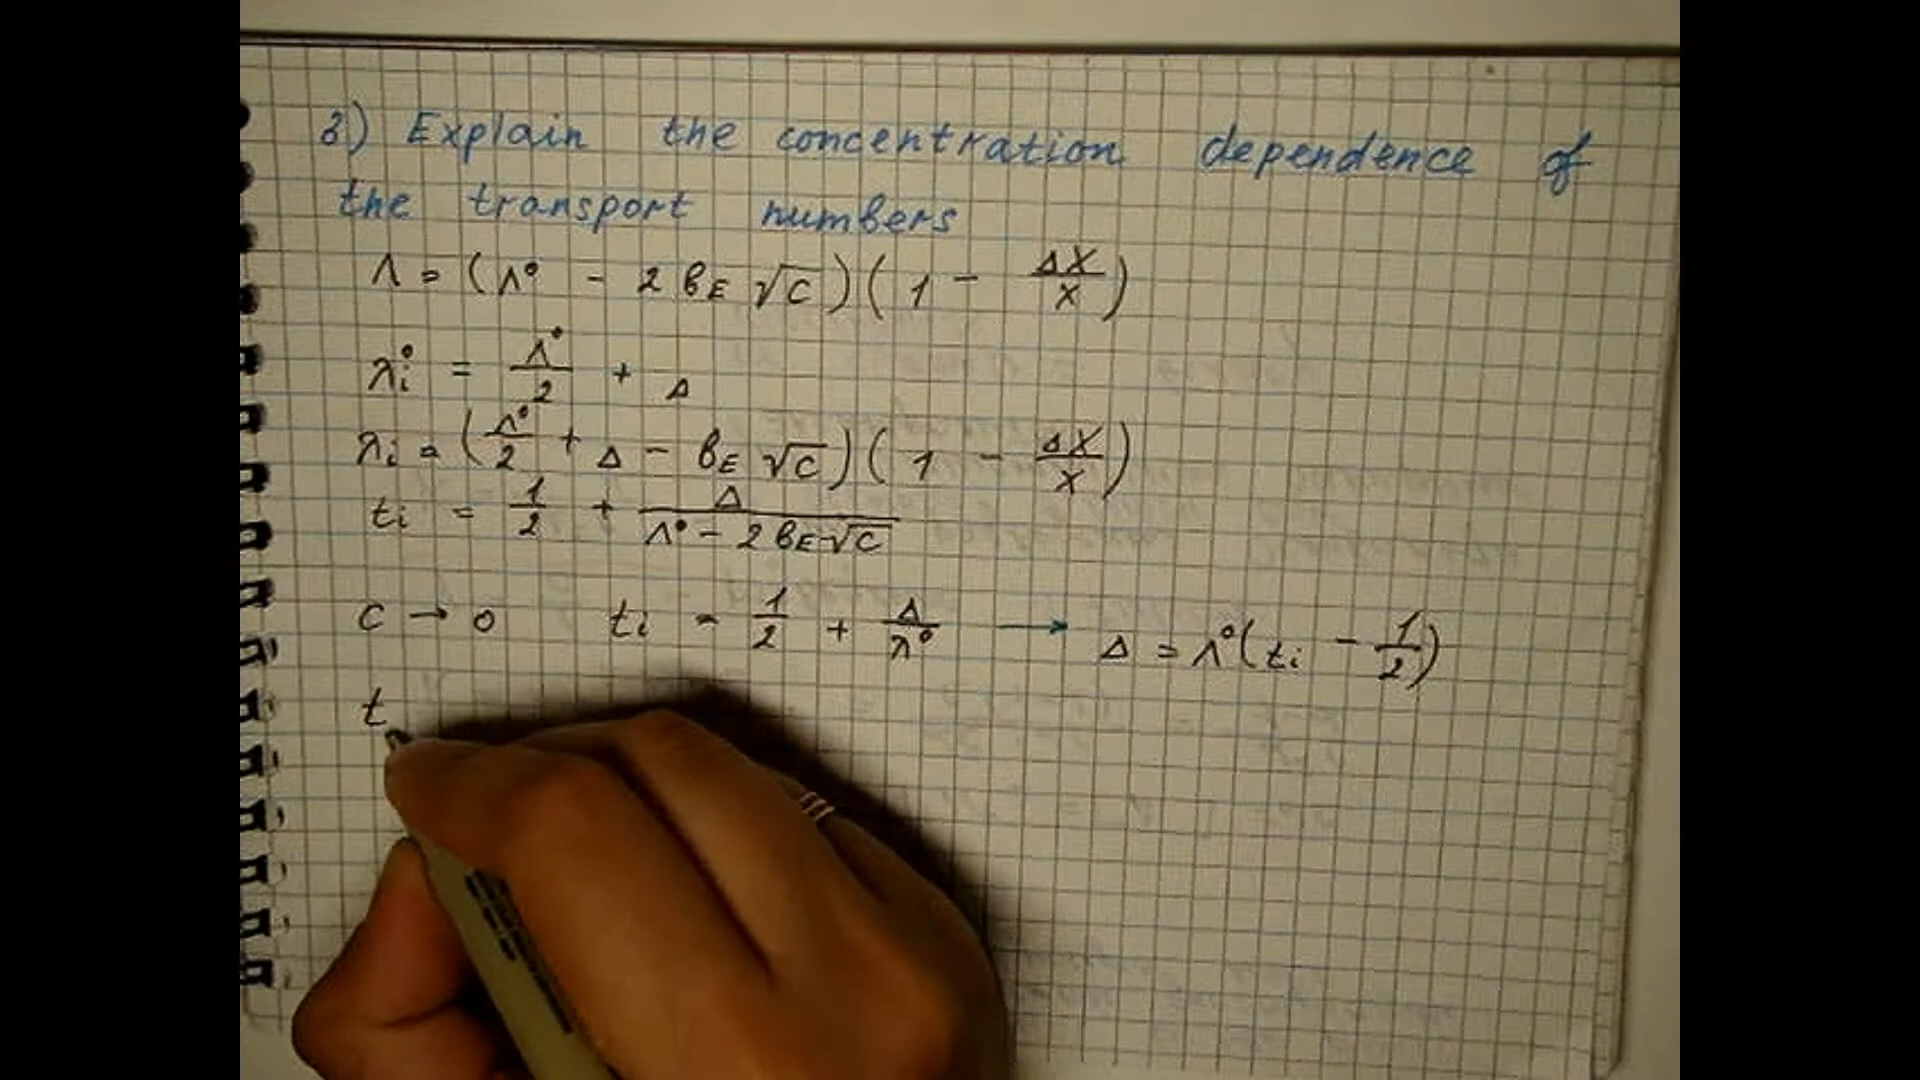 3) Explain the concentration dependence of
the transport numbers
Λ = (Λ° - 2 B_E √C)(1 - ΔX/X)
λ°i = Λ°/2 + Δ
λi = (Λ°/2 + Δ - B_E √C)(1 - ΔX/X)
ti = 1/2 + Δ/(Λ° - 2 B_E √C)
C → 0 ti = 1/2 + Δ/λ° → Δ = Λ°(ti - 1/2)
t